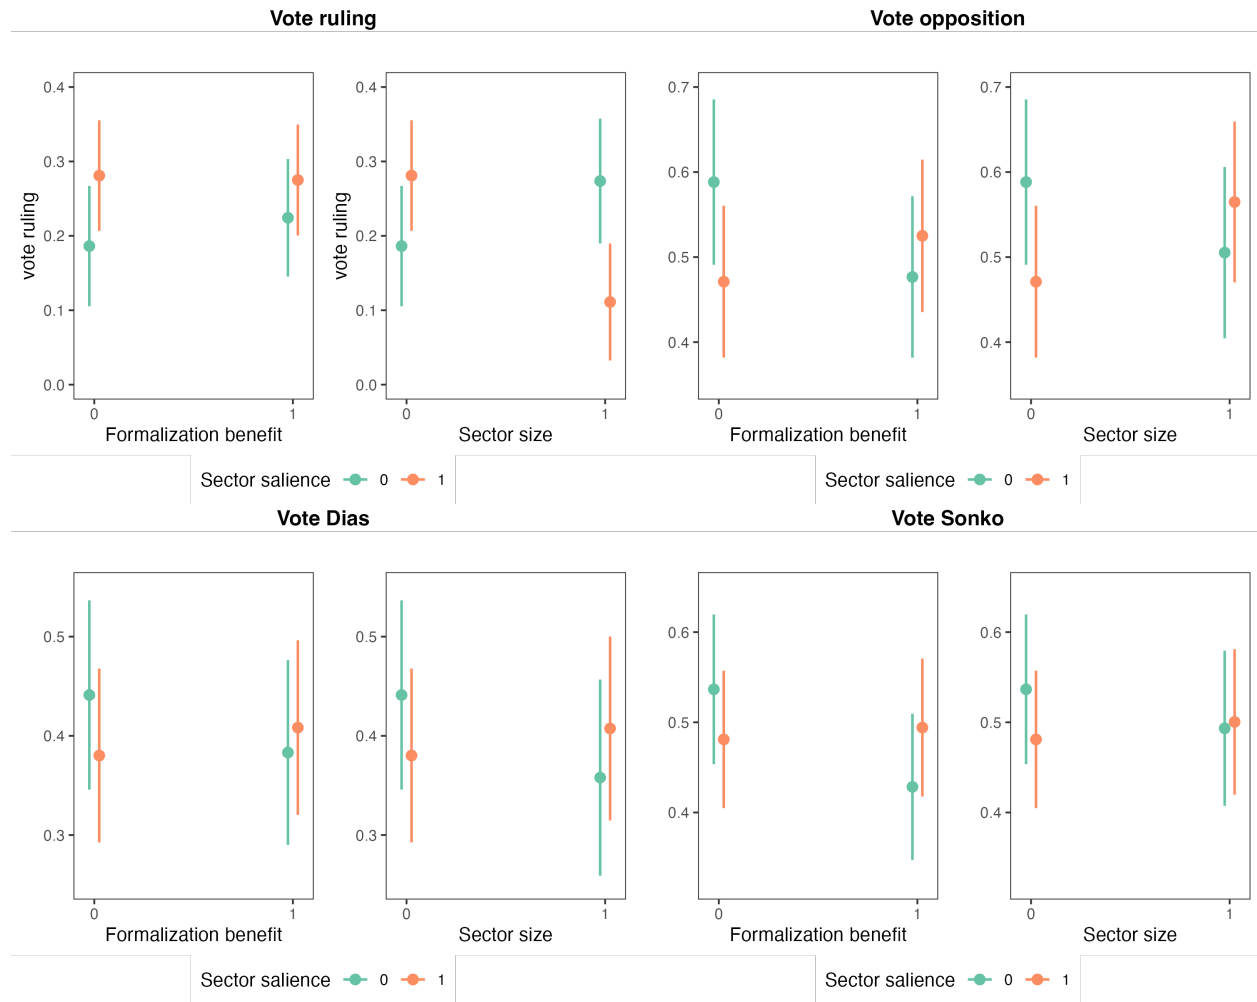 Vote ruling
Vote opposition
0.4
0.3
0.2
0.1
0.0
vote ruling
0 1
Formalization benefit
0.4
0.3
0.2
0.1
0.0
vote ruling
0 1
Sector size
0.7
0.6
0.5
0.4
0 1
Formalization benefit
0.7
0.6
0.5
0.4
0 1
Sector size
Sector salience 0 1
Sector salience 0 1
Vote Dias
Vote Sonko
0.5
0.4
0.3
0 1
Formalization benefit
0.5
0.4
0.3
0 1
Sector size
0.6
0.5
0.4
0 1
Formalization benefit
0.6
0.5
0.4
0 1
Sector size
Sector salience 0 1
Sector salience 0 1